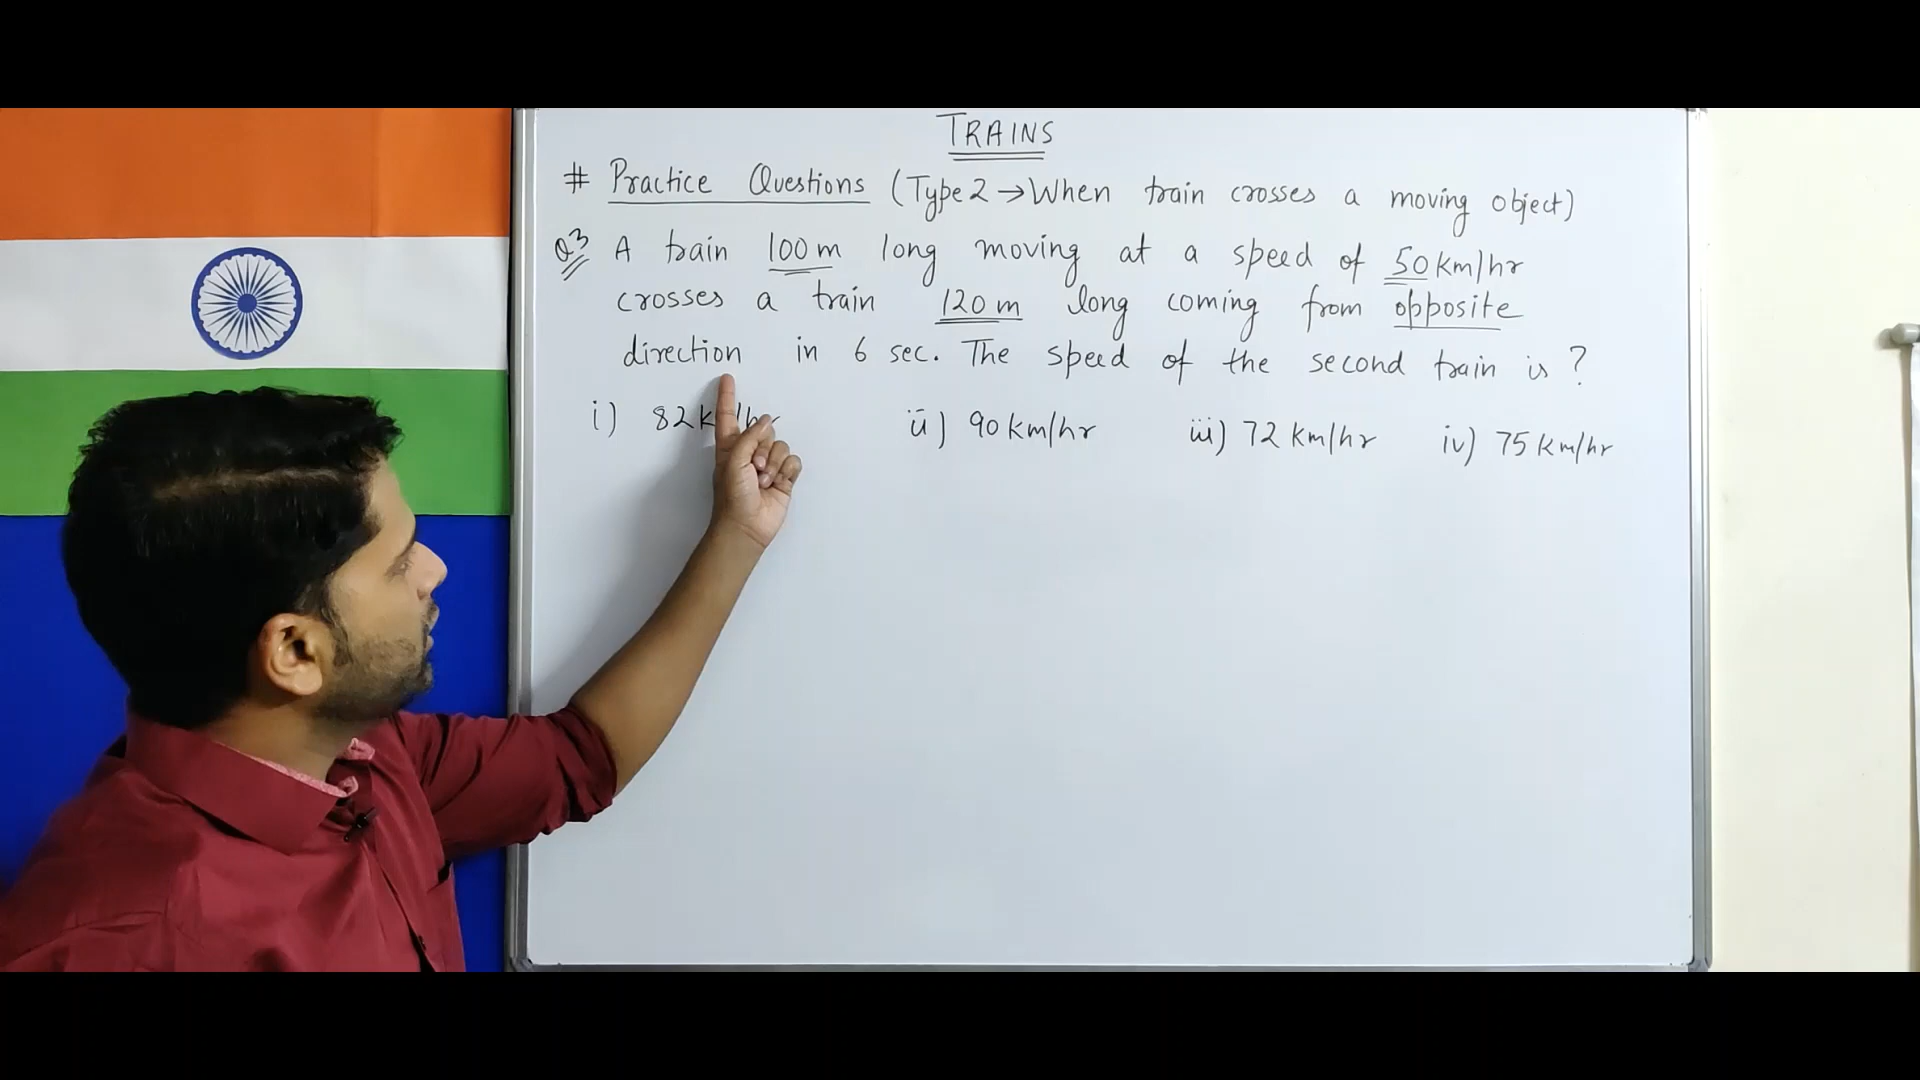 TRAINS
# Practice Questions (Type 2 → When train crosses a moving object)
Q3 A train 100 m long moving at a speed of 50 km/hr
crosses a train 120 m long coming from opposite
direction in 6 sec. The speed of the second train is ?
i) 82 km/hr ii) 90 km/hr iii) 72 km/hr iv) 75 km/hr